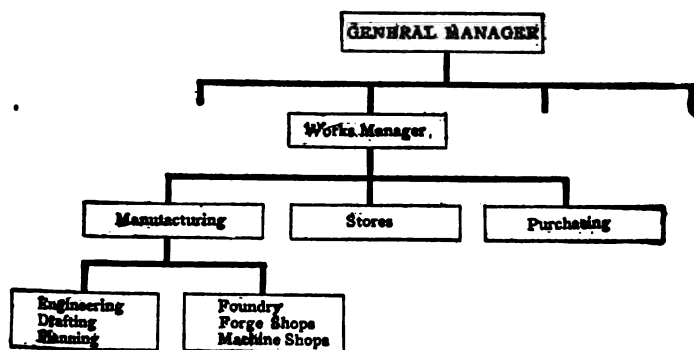 GENERAL MANAGER
Works Manager
Manufacturing
Stores
Purchasing
Engineering
Drafting
Planning
Foundry
Forge Shops
Machine Shops